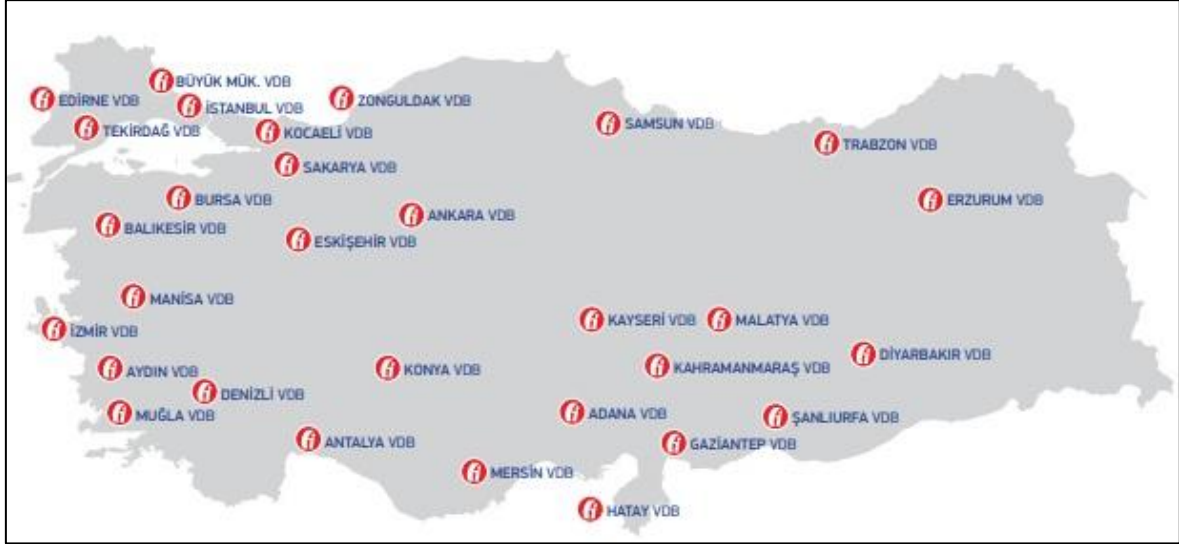 BÜYÜK MÜK. VDB
EDİRNE VDB
İSTANBUL VDB
ZONGULDAK VDB
TEKİRDAĞ VDB
KOCAELİ VDB
SAMSUN VDB
TRABZON VDB
SAKARYA VDB
BURSA VDB
ERZURUM VDB
ANKARA VDB
BALIKESİR VDB
ESKİŞEHİR VDB
MANİSA VDB
KAYSERİ VDB
MALATYA VDB
İZMİR VDB
DİYARBAKIR VDB
AYDIN VDB
KONYA VDB
KAHRAMANMARAŞ VDB
DENİZLİ VDB
MUĞLA VDB
ADANA VDB
ŞANLIURFA VDB
ANTALYA VDB
GAZİANTEP VDB
MERSİN VDB
HATAY VDB